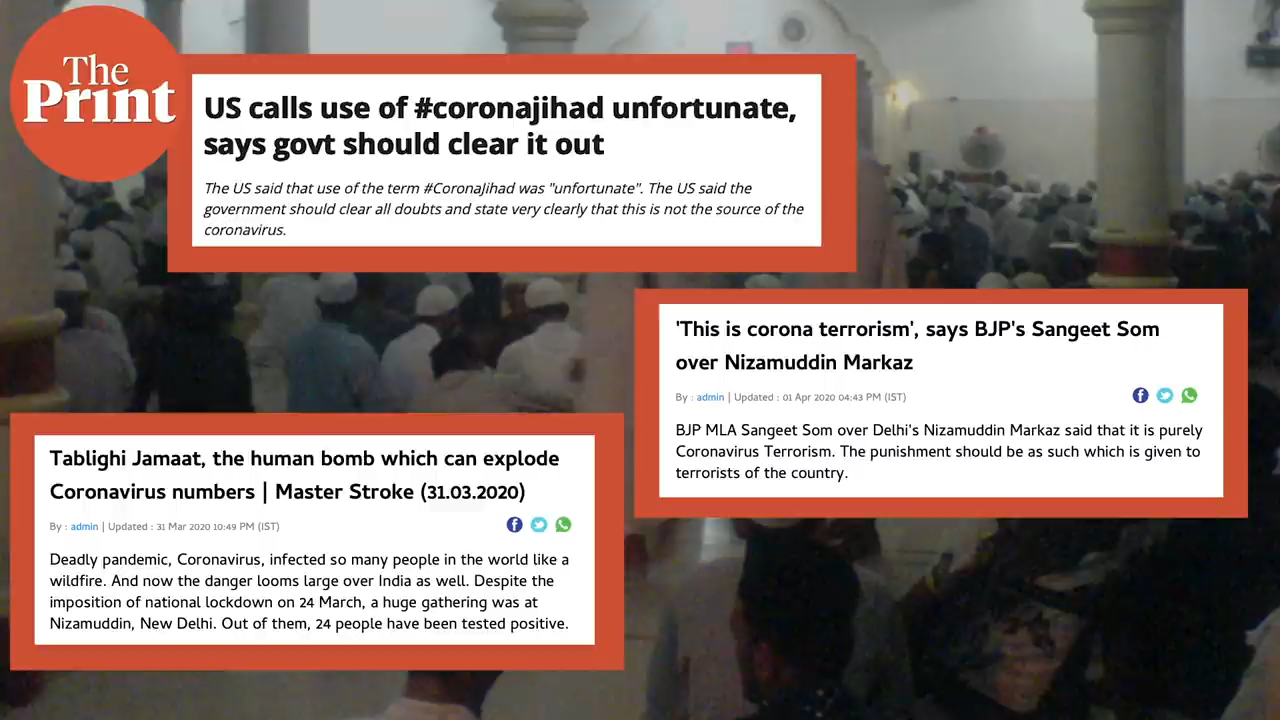 The
Print
US calls use of #coronajihad unfortunate,
says govt should clear it out
The US said that use of the term #CoronaJihad was "unfortunate". The US said the
government should clear all doubts and state very clearly that this is not the source of the
coronavirus.
'This is corona terrorism', says BJP's Sangeet Som
over Nizamuddin Markaz
By : admin | Updated : 01 Apr 2020 04:43 PM (IST)
BJP MLA Sangeet Som over Delhi's Nizamuddin Markaz said that it is purely
Coronavirus Terrorism. The punishment should be as such which is given to
terrorists of the country.
Tablighi Jamaat, the human bomb which can explode
Coronavirus numbers | Master Stroke (31.03.2020)
By : admin | Updated : 31 Mar 2020 10:49 PM (IST)
Deadly pandemic, Coronavirus, infected so many people in the world like a
wildfire. And now the danger looms large over India as well. Despite the
imposition of national lockdown on 24 March, a huge gathering was at
Nizamuddin, New Delhi. Out of them, 24 people have been tested positive.